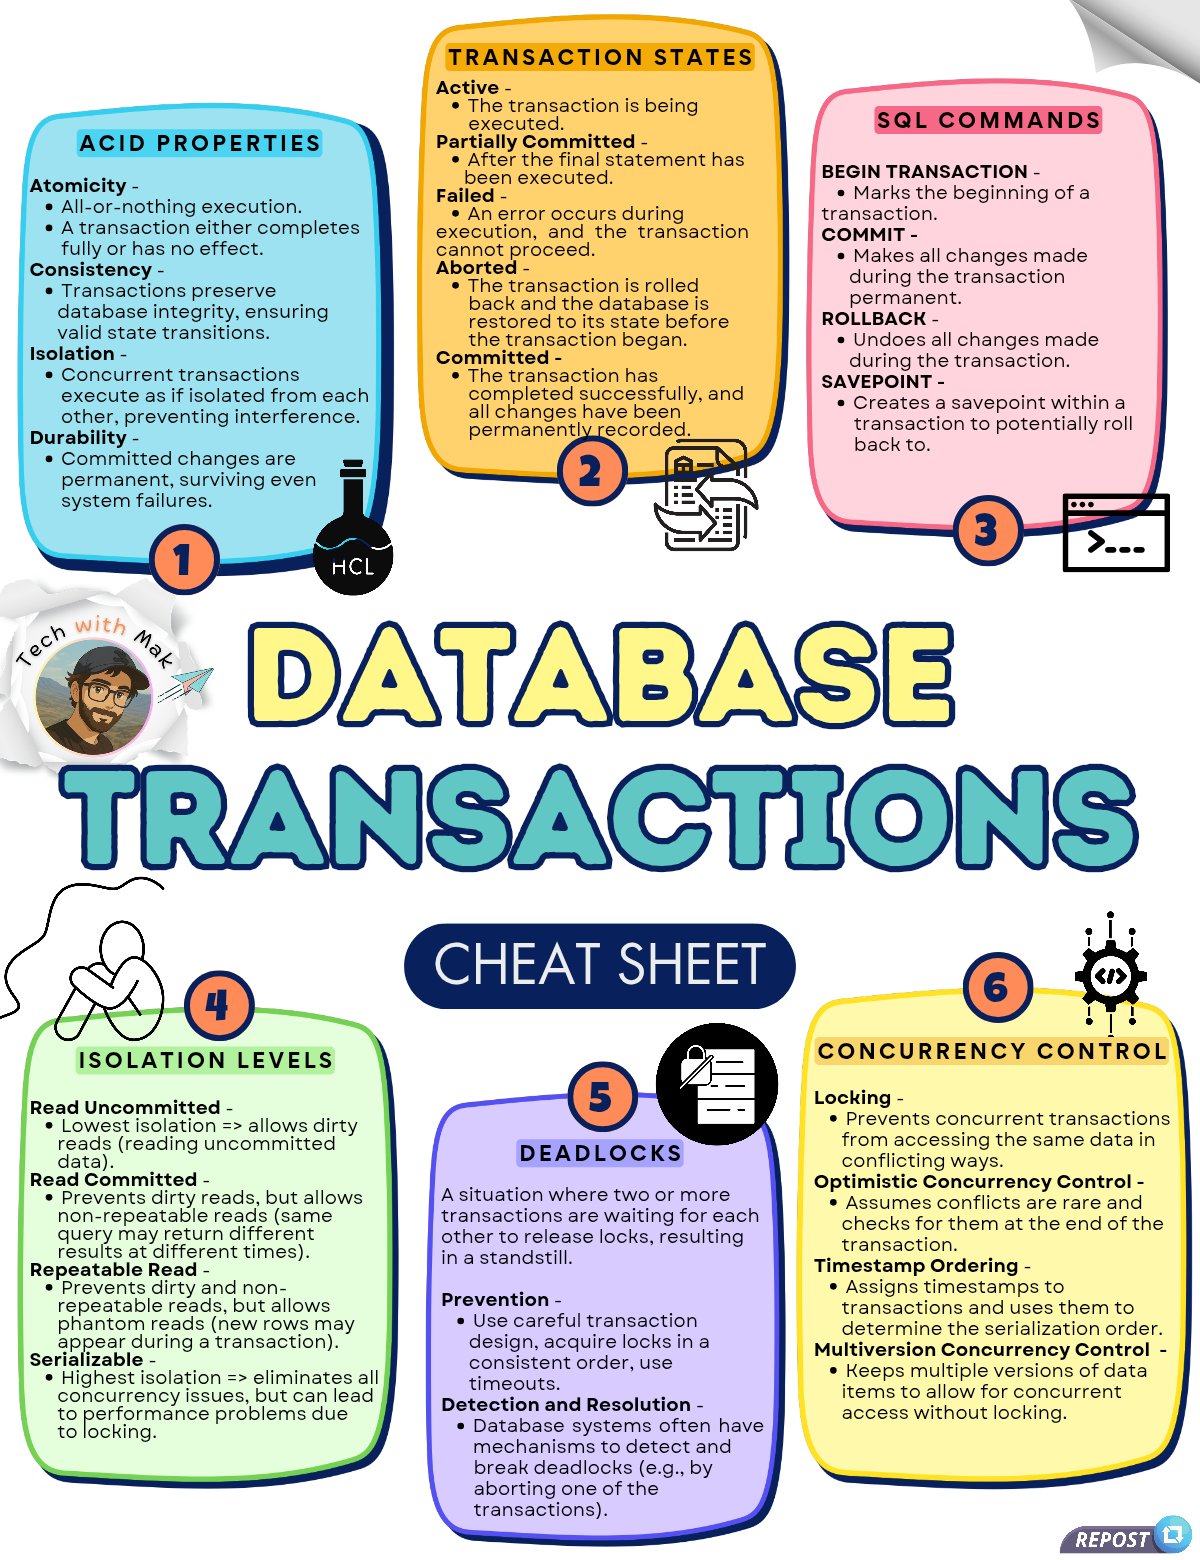 ACID PROPERTIES
Atomicity -
• All-or-nothing execution.
• A transaction either completes
fully or has no effect.
Consistency -
• Transactions preserve
database integrity, ensuring
valid state transitions.
Isolation -
• Concurrent transactions
execute as if isolated from each
other, preventing interference.
Durability -
• Committed changes are
permanent, surviving even
system failures.
HCL
1
TRANSACTION STATES
Active -
• The transaction is being
executed.
Partially Committed -
• After the final statement has
been executed.
Failed -
• An error occurs during
execution, and the transaction
cannot proceed.
Aborted -
• The transaction is rolled
back and the database is
restored to its state before
the transaction began.
Committed -
• The transaction has
completed successfully, and
all changes have been
permanently recorded.
2
SQL COMMANDS
BEGIN TRANSACTION -
• Marks the beginning of a
transaction.
COMMIT -
• Makes all changes made
during the transaction
permanent.
ROLLBACK -
• Undoes all changes made
during the transaction.
SAVEPOINT -
• Creates a savepoint within a
transaction to potentially roll
back to.
3
Tech with Mak
DATABASE
TRANSACTIONS
CHEAT SHEET
4
ISOLATION LEVELS
Read Uncommitted -
• Lowest isolation => allows dirty
reads (reading uncommitted
data).
Read Committed -
• Prevents dirty reads, but allows
non-repeatable reads (same
query may return different
results at different times).
Repeatable Read -
• Prevents dirty and non-
repeatable reads, but allows
phantom reads (new rows may
appear during a transaction).
Serializable -
• Highest isolation => eliminates all
concurrency issues, but can lead
to performance problems due
to locking.
5
DEADLOCKS
A situation where two or more
transactions are waiting for each
other to release locks, resulting
in a standstill.
Prevention -
• Use careful transaction
design, acquire locks in a
consistent order, use
timeouts.
Detection and Resolution -
• Database systems often have
mechanisms to detect and
break deadlocks (e.g., by
aborting one of the
transactions).
6
CONCURRENCY CONTROL
Locking -
• Prevents concurrent transactions
from accessing the same data in
conflicting ways.
Optimistic Concurrency Control -
• Assumes conflicts are rare and
checks for them at the end of the
transaction.
Timestamp Ordering -
• Assigns timestamps to
transactions and uses them to
determine the serialization order.
Multiversion Concurrency Control -
• Keeps multiple versions of data
items to allow for concurrent
access without locking.
REPOST